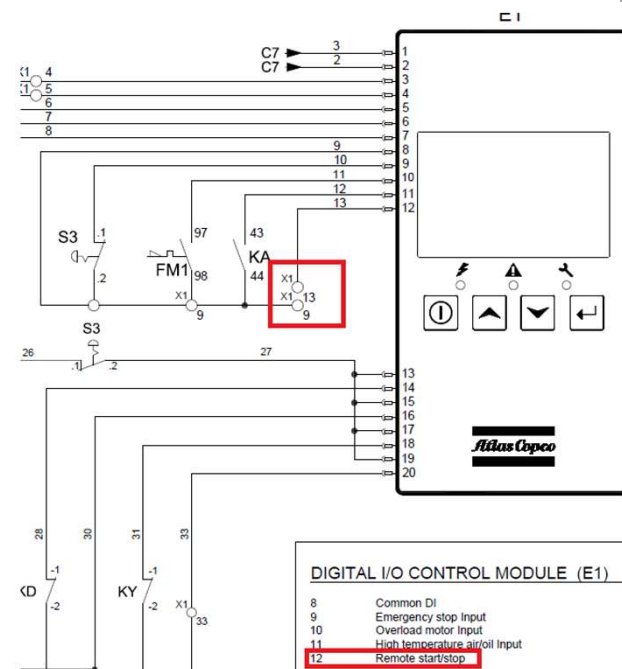 C7 3 1
C7 2 2
4 3
X1 5 4
6 5
7 6
8 7
9 8
10 9
11 10
12 11
13 12
S3 .1 .2
97 FM1 98
43 KA 44
X1 9
X1 13
X1 9
S3
26 .1 .2 27
13
14
15
16
17
18
19
20
Atlas Copco
28 30 31 33
-1 -2
KY -1 -2
X1 33
DIGITAL I/O CONTROL MODULE (E1)
8 Common DI
9 Emergency stop Input
10 Overload motor Input
11 High temperature air/oil Input
12 Remote start/stop